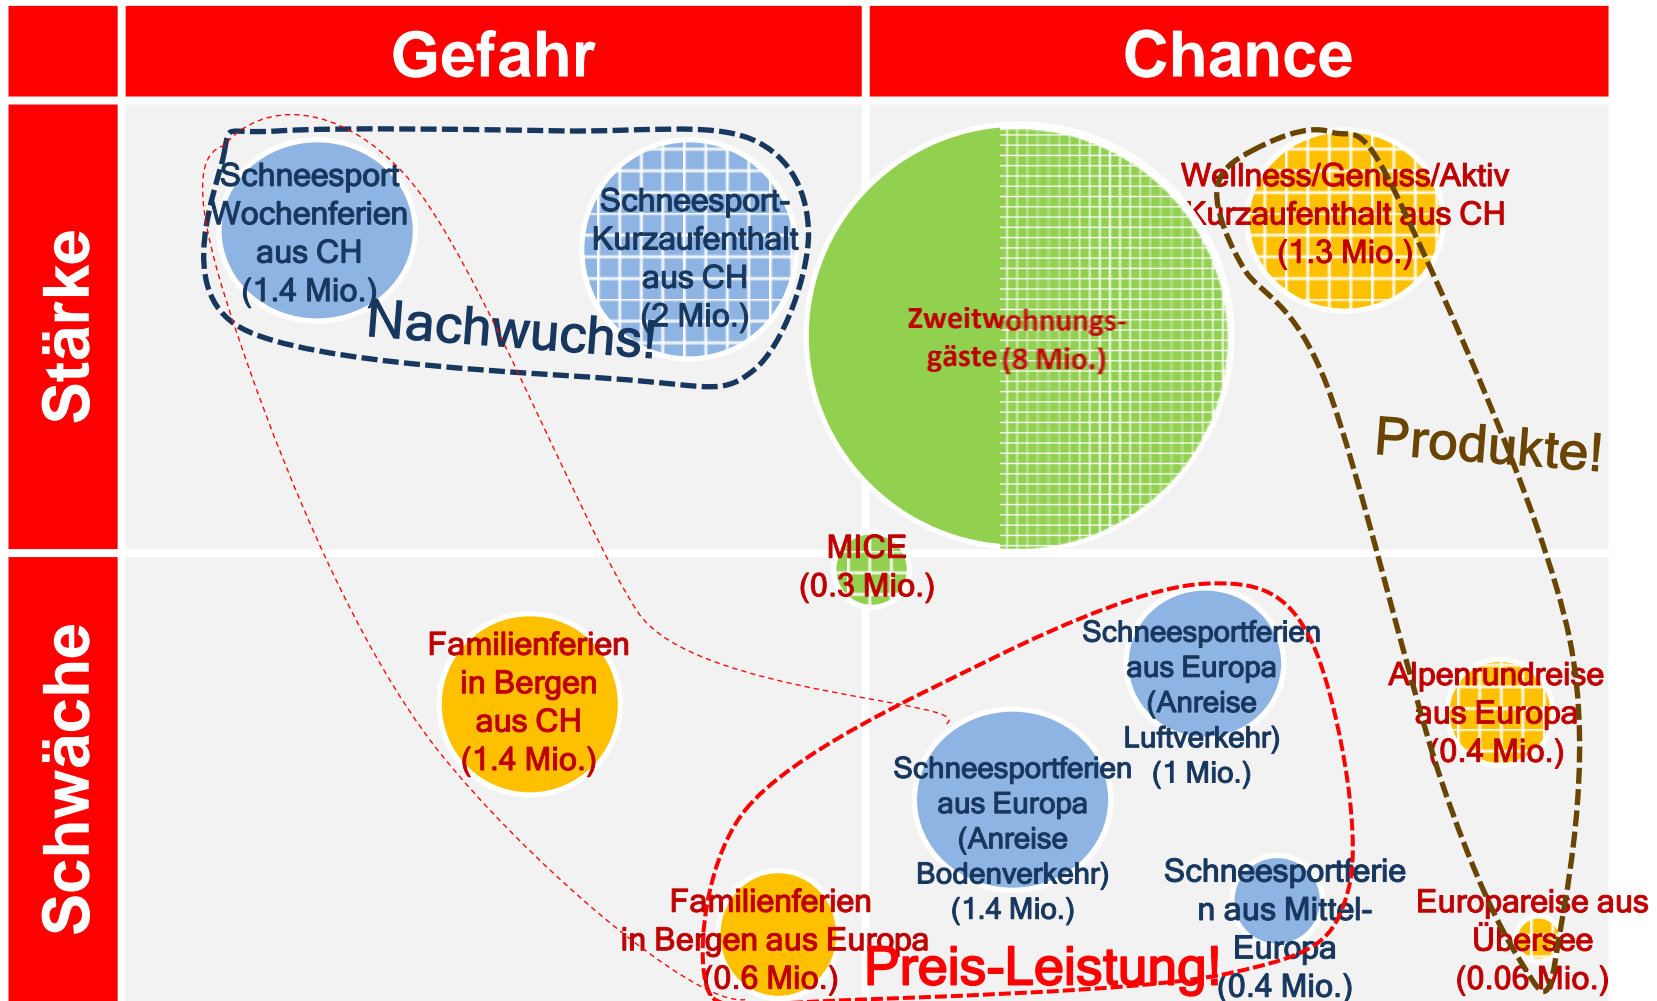 Gefahr
Chance
Stärke
Schneesport
Wochenferien
aus CH
(1.4 Mio.)
Schneesport-
Kurzaufenthalt
aus CH
(2 Mio.)
Nachwuchs!
Zweitwohnungs-
gäste (8 Mio.)
Wellness/Genuss/Aktiv
Kurzaufenthalt aus CH
(1.3 Mio.)
Produkte!
MICE
(0.3 Mio.)
Schwäche
Familienferien
in Bergen
aus CH
(1.4 Mio.)
Schneesportferien
aus Europa
(Anreise
Luftverkehr)
(1 Mio.)
Alpenrundreise
aus Europa
(0.4 Mio.)
Schneesportferien
aus Europa
(Anreise
Bodenverkehr)
(1.4 Mio.)
Familienferien
in Bergen aus Europa
(0.6 Mio.)
Preis-Leistung!
Schneesportferie
n aus Mittel-
Europa
(0.4 Mio.)
Europareise aus
Übersee
(0.06 Mio.)